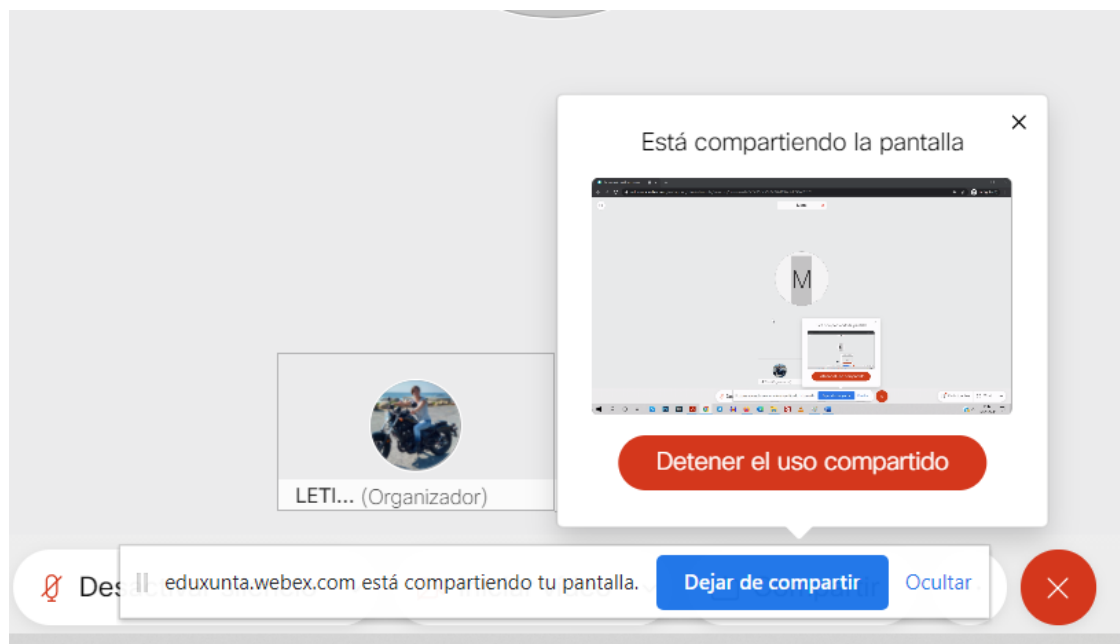 Está compartiendo la pantalla
M
Detener el uso compartido
LETI... (Organizador)
eduxunta.webex.com está compartiendo tu pantalla.
Dejar de compartir
Ocultar